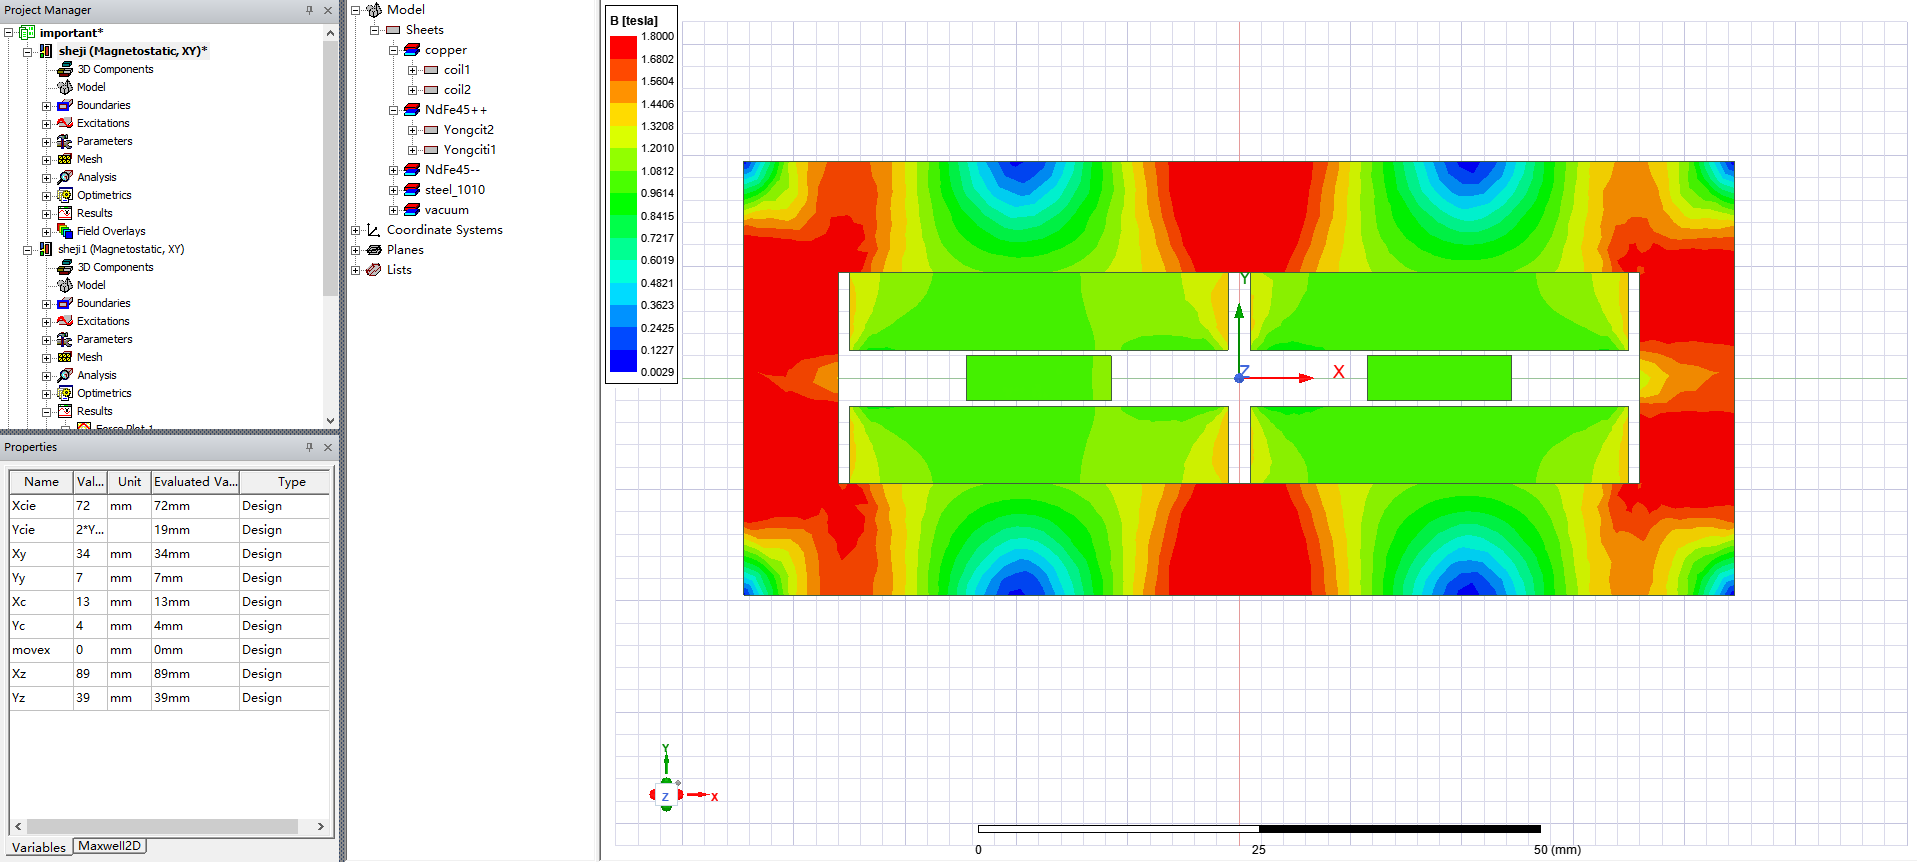 Project Manager
important*
sheji (Magnetostatic, XY)*
3D Components
Model
Boundaries
Excitations
Parameters
Mesh
Analysis
Optimetrics
Results
Field Overlays
sheji1 (Magnetostatic, XY)
3D Components
Model
Boundaries
Excitations
Parameters
Mesh
Analysis
Optimetrics
Results
Force Plot 1
Properties
Name Val... Unit Evaluated Va... Type
Xcie 72 mm 72mm Design
Ycie 2*Y... 19mm Design
Xy 34 mm 34mm Design
Yy 7 mm 7mm Design
Xc 13 mm 13mm Design
Yc 4 mm 4mm Design
movex 0 mm 0mm Design
Xz 89 mm 89mm Design
Yz 39 mm 39mm Design
Variables Maxwell2D
Model
Sheets
copper
coil1
coil2
NdFe45++
Yongcit2
Yongciti1
NdFe45--
steel_1010
vacuum
Coordinate Systems
Planes
Lists
B [tesla]
1.8000
1.6802
1.5604
1.4406
1.3208
1.2010
1.0812
0.9614
0.8415
0.7217
0.6019
0.4821
0.3623
0.2425
0.1227
0.0029
Y
Z
X
Y
Z
X
0 25 50 (mm)